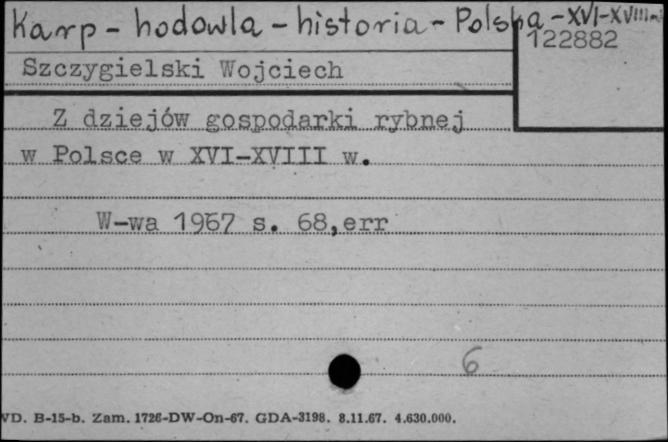 Karp - hodowla - historia - Polska - XVI-XVIII w.
122882
Szczygielski Wojciech
Z dziejów gospodarki rybnej
w Polsce w XVI-XVIII w.
W-wa 1967 s. 68,err
6
VD. B-15-b. Zam. 1726-DW-On-67. GDA-3198. 8.11.67. 4.630.000.